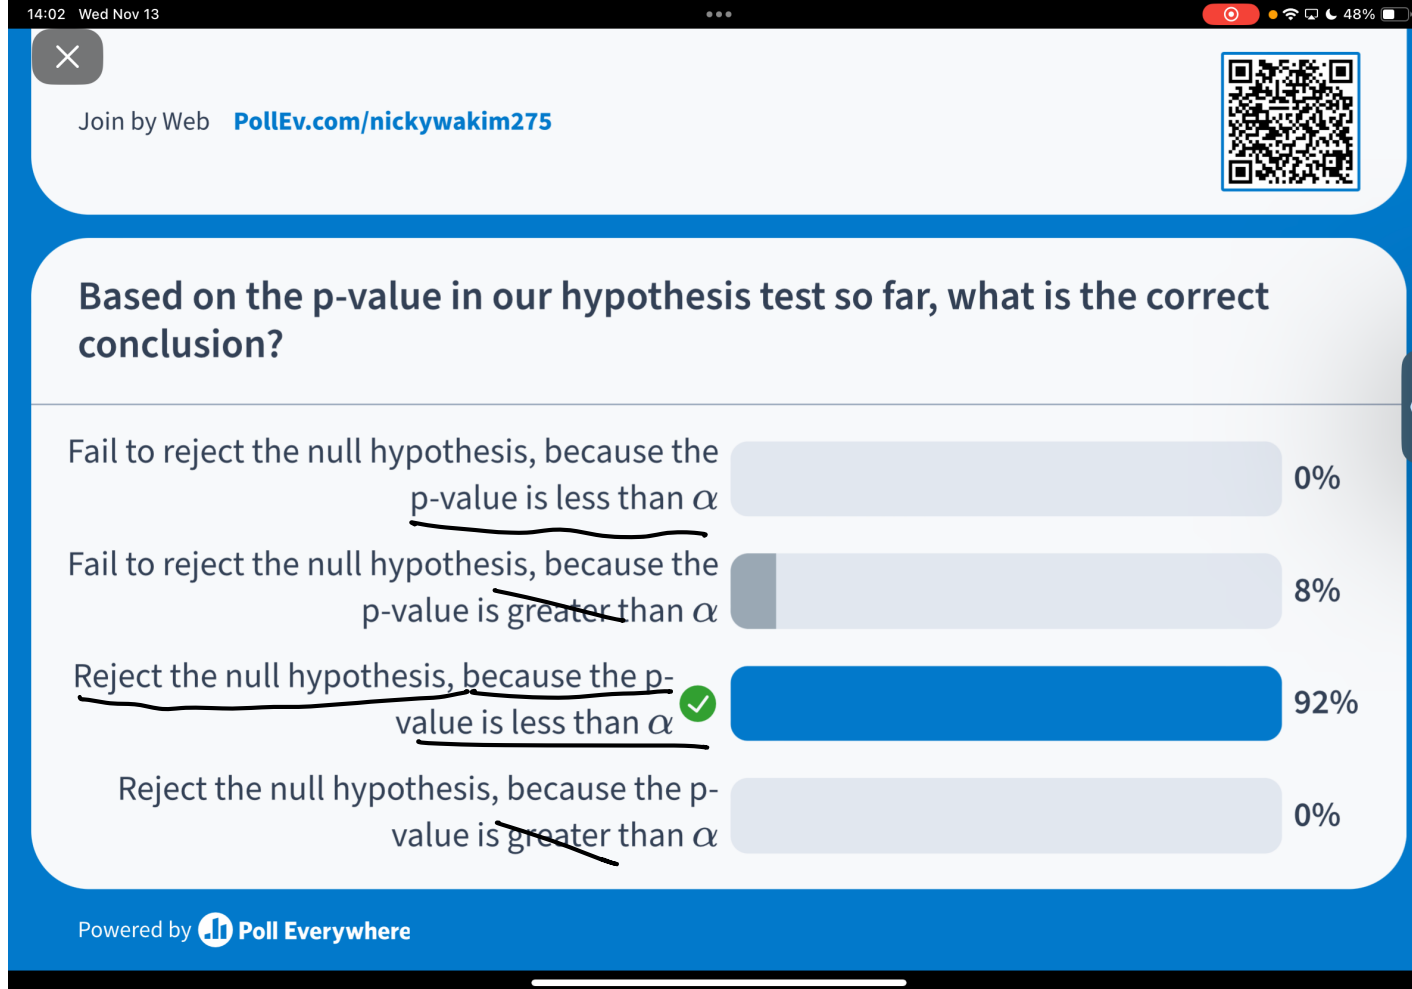 14:02 Wed Nov 13
48%
Join by Web PollEv.com/nickywakim275
Based on the p-value in our hypothesis test so far, what is the correct
conclusion?
Fail to reject the null hypothesis, because the
p-value is less than α
0%
Fail to reject the null hypothesis, because the
p-value is greater than α
8%
Reject the null hypothesis, because the p-
value is less than α
92%
Reject the null hypothesis, because the p-
value is greater than α
0%
Powered by Poll Everywhere